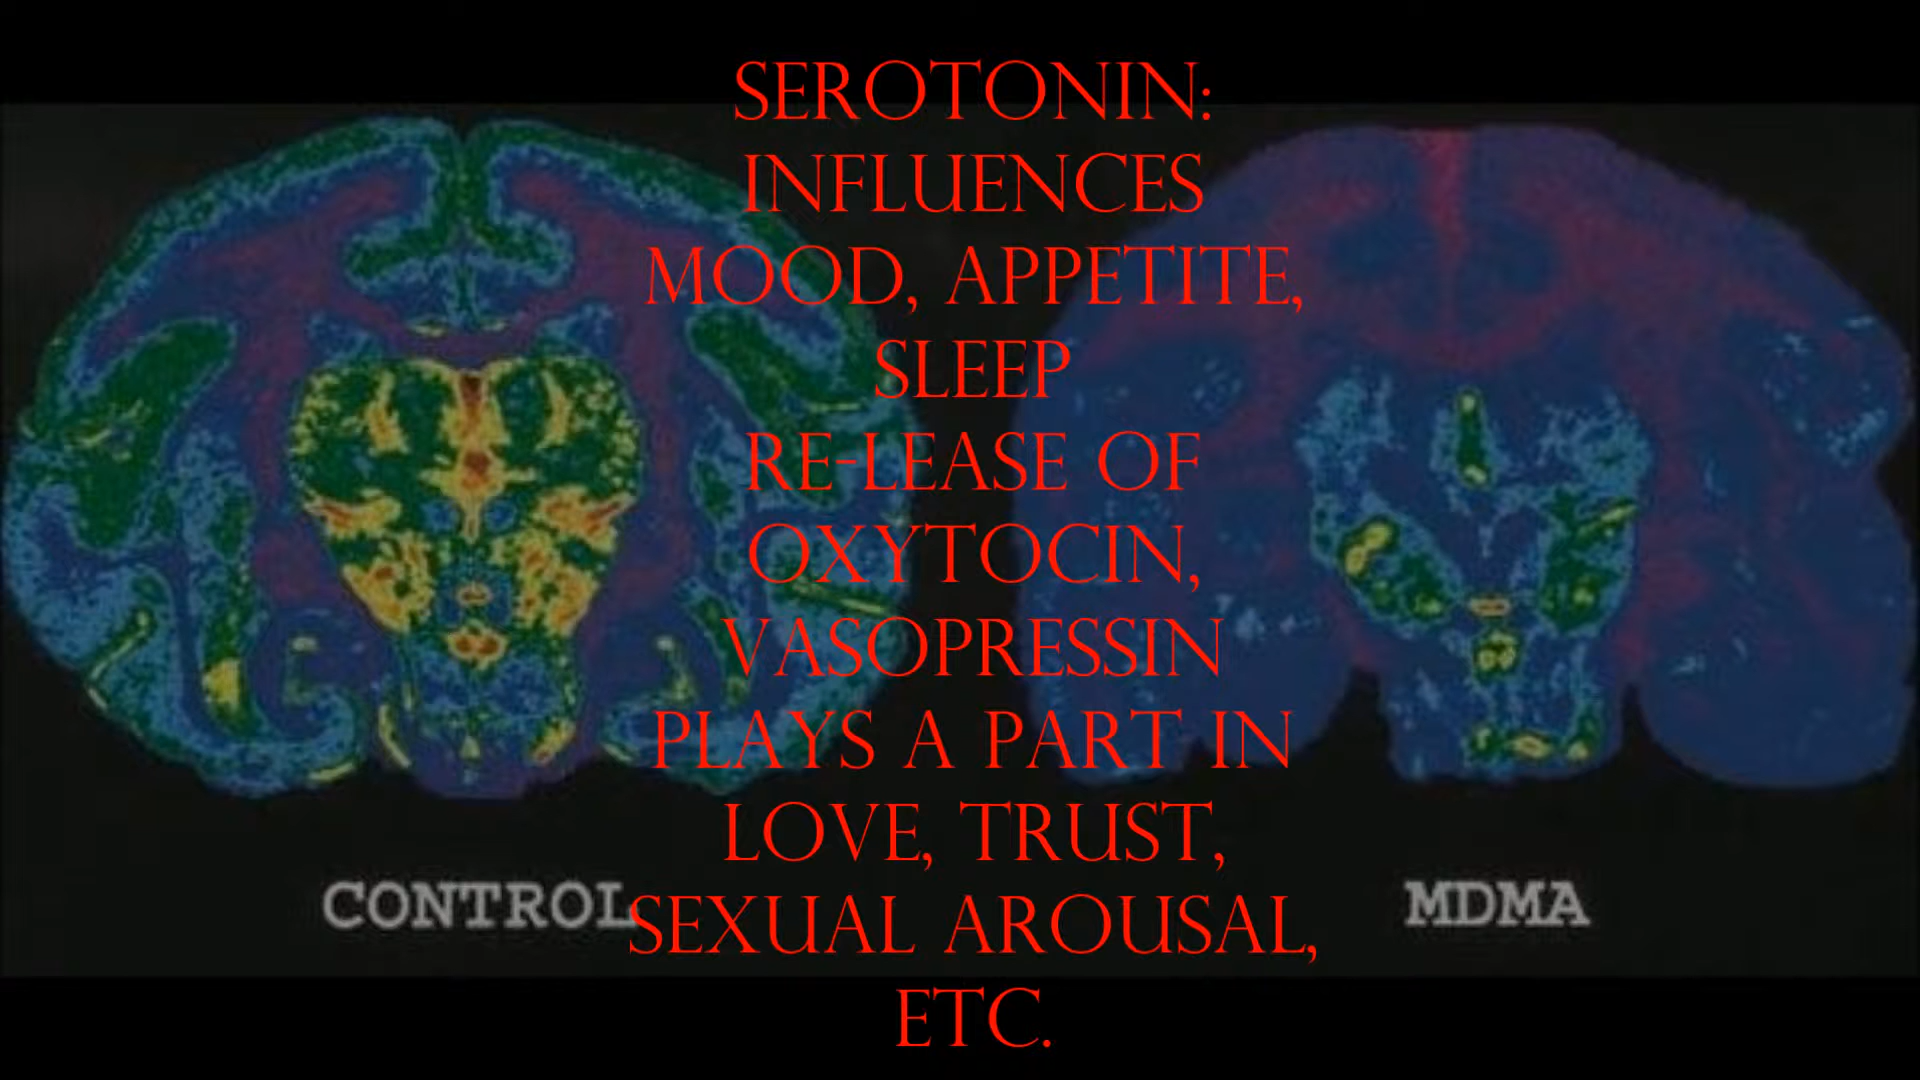 SEROTONIN:
INFLUENCES
MOOD, APPETITE,
SLEEP
RE-LEASE OF
OXYTOCIN,
VASOPRESSIN
PLAYS A PART IN
LOVE, TRUST,
SEXUAL AROUSAL,
ETC.
CONTROL
MDMA